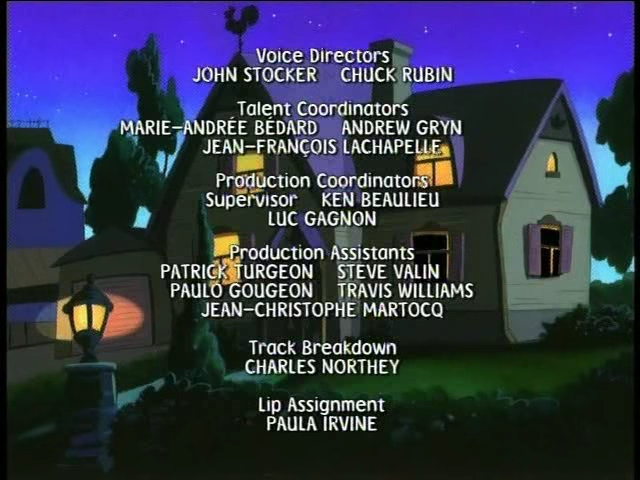 Voice Directors
JOHN STOCKER CHUCK RUBIN
Talent Coordinators
MARIE-ANDRÉE BÉDARD ANDREW GRYN
JEAN-FRANÇOIS LACHAPELLE
Production Coordinators
Supervisor KEN BEAULIEU
LUC GAGNON
Production Assistants
PATRICK TURGEON STEVE VALIN
PAULO GOUGEON TRAVIS WILLIAMS
JEAN-CHRISTOPHE MARTOCQ
Track Breakdown
CHARLES NORTHEY
Lip Assignment
PAULA IRVINE